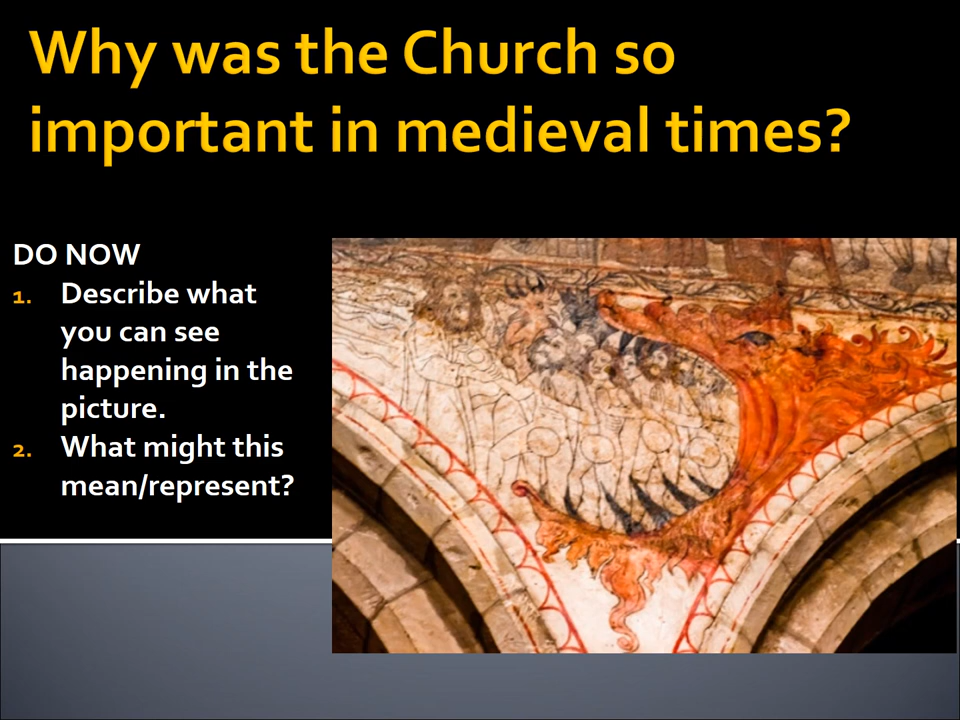 Why was the Church so
important in medieval times?
DO NOW
1. Describe what
you can see
happening in the
picture.
2. What might this
mean/represent?